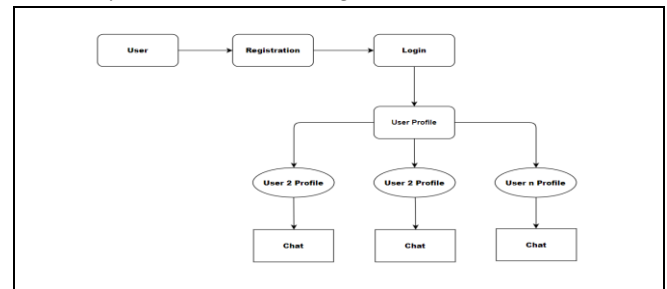 User
Registration
Login
User Profile
User 2 Profile
User 2 Profile
User n Profile
Chat
Chat
Chat